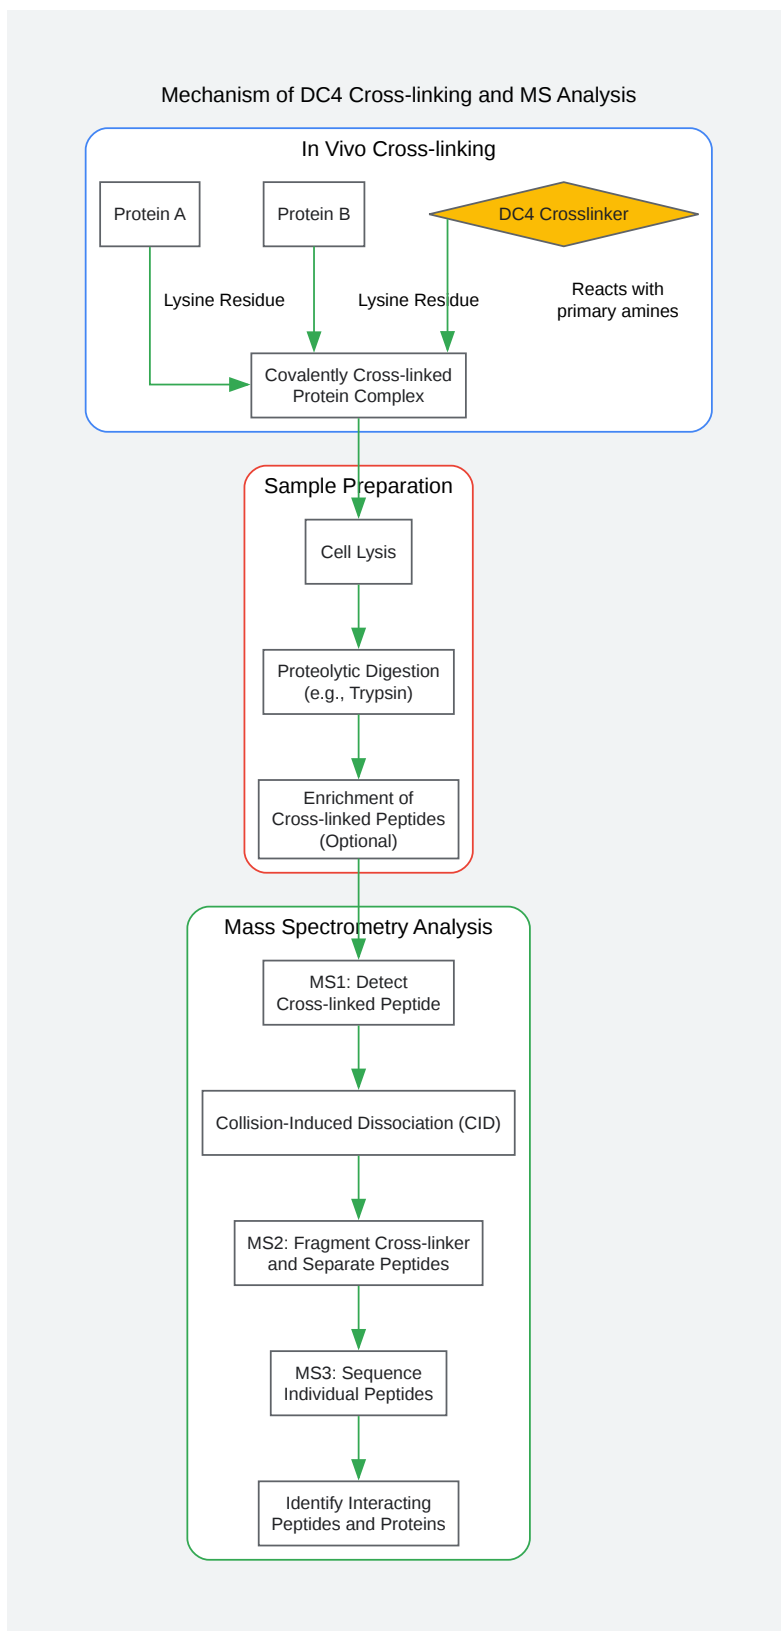 Mechanism of DC4 Cross-linking and MS Analysis
In Vivo Cross-linking
Protein A
Protein B
DC4 Crosslinker
Lysine Residue
Lysine Residue
Reacts with
primary amines
Covalently Cross-linked
Protein Complex
Sample Preparation
Cell Lysis
Proteolytic Digestion
(e.g., Trypsin)
Enrichment of
Cross-linked Peptides
(Optional)
Mass Spectrometry Analysis
MS1: Detect
Cross-linked Peptide
Collision-Induced Dissociation (CID)
MS2: Fragment Cross-linker
and Separate Peptides
MS3: Sequence
Individual Peptides
Identify Interacting
Peptides and Proteins